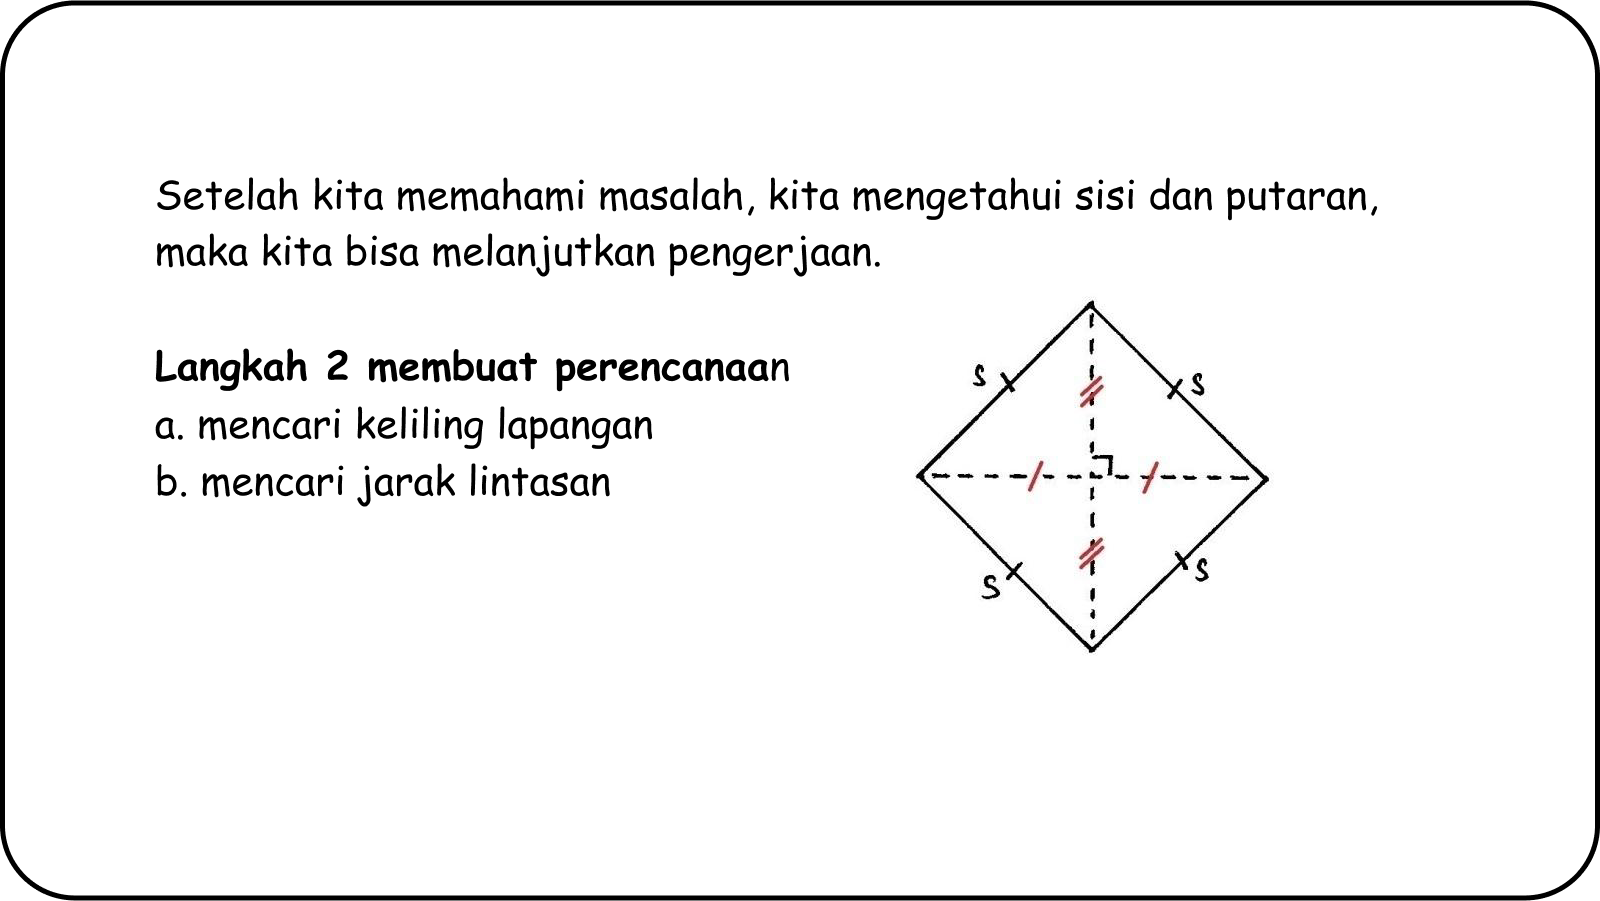 Setelah kita memahami masalah, kita mengetahui sisi dan putaran,
maka kita bisa melanjutkan pengerjaan.
Langkah 2 membuat perencanaan
a. mencari keliling lapangan
b. mencari jarak lintasan
s
s
s
s